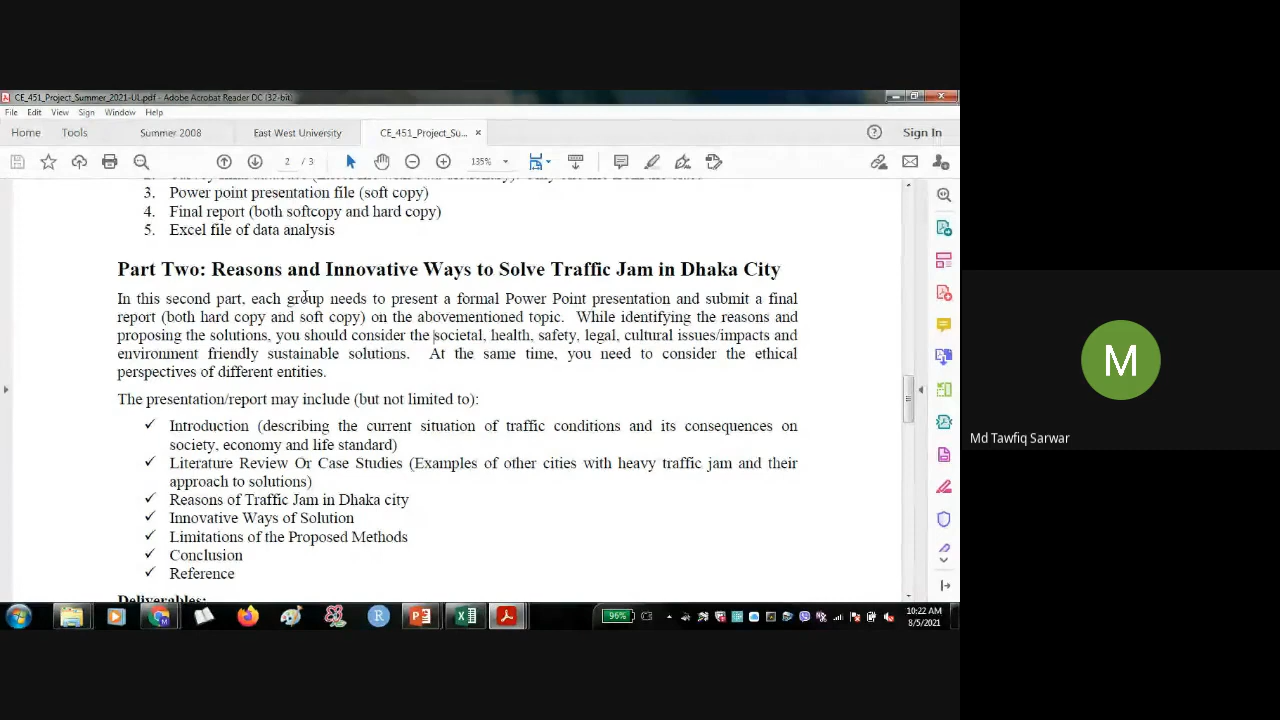 CE_451_Project_Summer_2021-UL.pdf - Adobe Acrobat Reader DC (32-bit)
File Edit View Sign Window Help
Home Tools Summer 2008 East West University CE_451_Project_Su... × Sign In
2 / 3 135%
3. Power point presentation file (soft copy)
4. Final report (both softcopy and hard copy)
5. Excel file of data analysis
Part Two: Reasons and Innovative Ways to Solve Traffic Jam in Dhaka City
In this second part, each group needs to present a formal Power Point presentation and submit a final
report (both hard copy and soft copy) on the abovementioned topic. While identifying the reasons and
proposing the solutions, you should consider the societal, health, safety, legal, cultural issues/impacts and
environment friendly sustainable solutions. At the same time, you need to consider the ethical
perspectives of different entities.
The presentation/report may include (but not limited to):
✓ Introduction (describing the current situation of traffic conditions and its consequences on
society, economy and life standard)
✓ Literature Review Or Case Studies (Examples of other cities with heavy traffic jam and their
approach to solutions)
✓ Reasons of Traffic Jam in Dhaka city
✓ Innovative Ways of Solution
✓ Limitations of the Proposed Methods
✓ Conclusion
✓ Reference
Deliverables:
96% 10:22 AM
8/5/2021
M
Md Tawfiq Sarwar